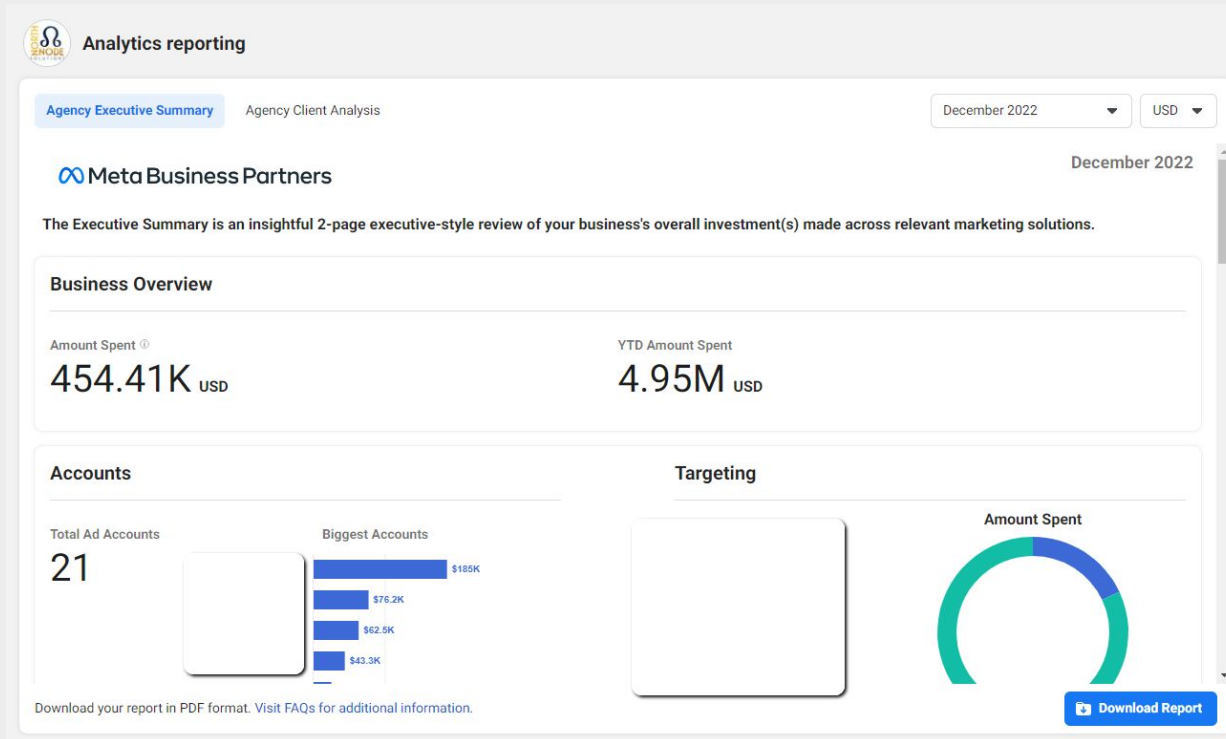 NORTH
NODE
SOLUTIONS
Analytics reporting
Agency Executive Summary
Agency Client Analysis
December 2022
USD
Meta Business Partners
December 2022
The Executive Summary is an insightful 2-page executive-style review of your business's overall investment(s) made across relevant marketing solutions.
Business Overview
Amount Spent
454.41K USD
YTD Amount Spent
4.95M USD
Accounts
Total Ad Accounts
21
Biggest Accounts
$185K
$76.2K
$62.5K
$43.3K
Targeting
Amount Spent
Download your report in PDF format. Visit FAQs for additional information.
Download Report